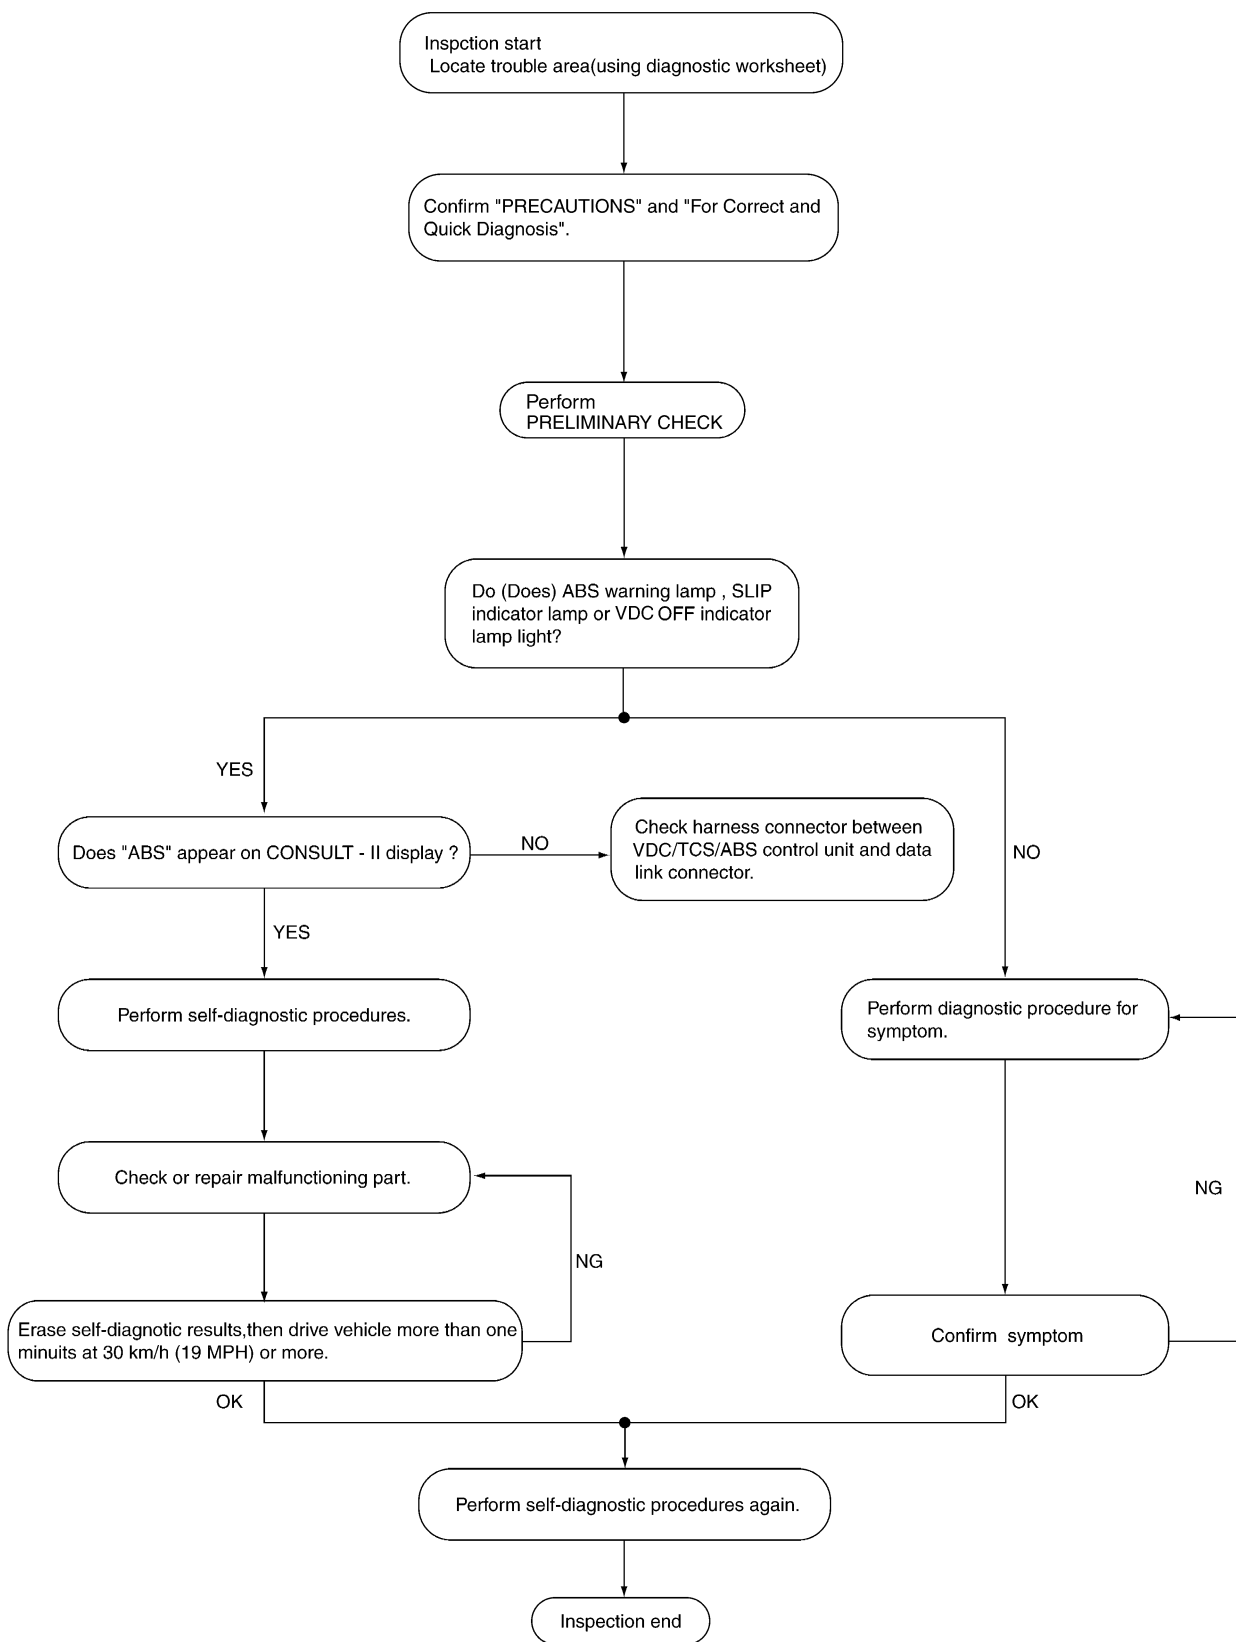 Inspction start
Locate trouble area(using diagnostic worksheet)
Confirm "PRECAUTIONS" and "For Correct and
Quick Diagnosis".
Perform
PRELIMINARY CHECK
Do (Does) ABS warning lamp , SLIP
indicator lamp or VDC OFF indicator
lamp light?
YES
NO
Does "ABS" appear on CONSULT - II display ?
NO
Check harness connector between
VDC/TCS/ABS control unit and data
link connector.
YES
Perform self-diagnostic procedures.
Perform diagnostic procedure for
symptom.
Check or repair malfunctioning part.
NG
NG
Erase self-diagnotic results,then drive vehicle more than one
minuits at 30 km/h (19 MPH) or more.
Confirm symptom
OK
OK
Perform self-diagnostic procedures again.
Inspection end